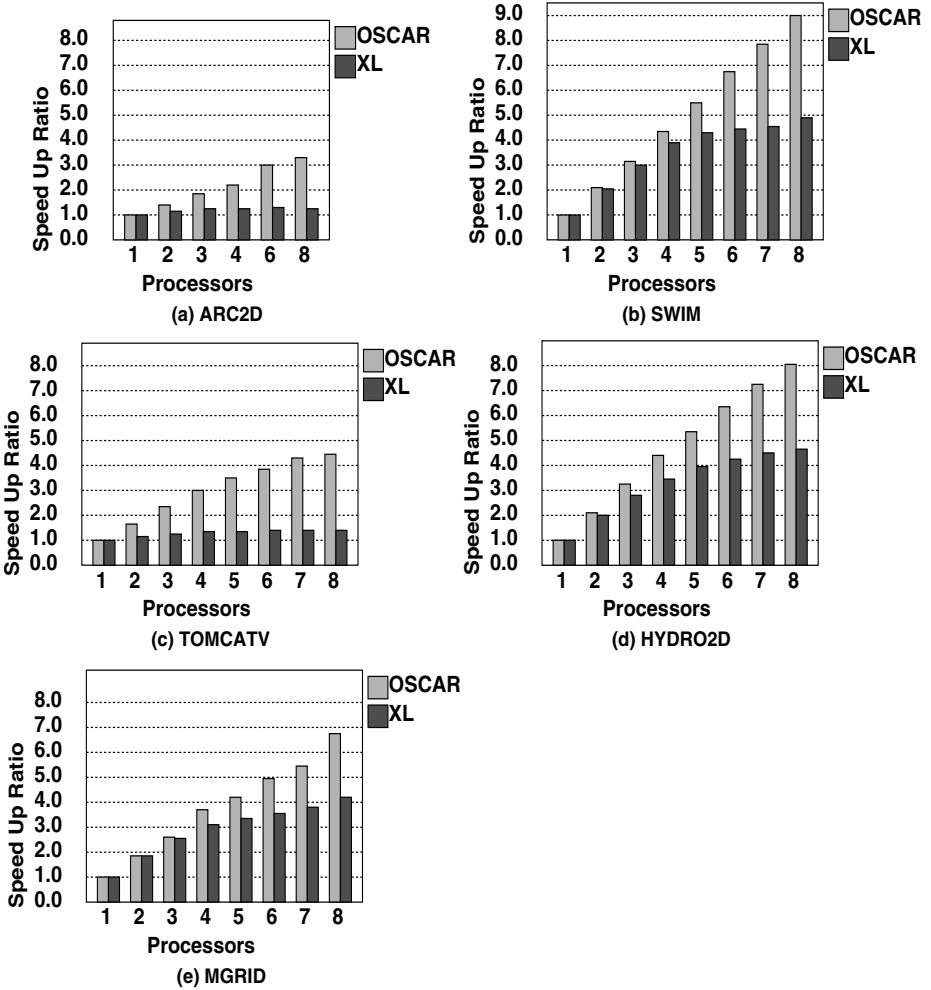 8.0
7.0
6.0
5.0
4.0
3.0
2.0
1.0
0.0
Speed Up Ratio
1 2 3 4 6 8
Processors
OSCAR
XL
(a) ARC2D
9.0
8.0
7.0
6.0
5.0
4.0
3.0
2.0
1.0
0.0
Speed Up Ratio
1 2 3 4 5 6 7 8
Processors
OSCAR
XL
(b) SWIM
8.0
7.0
6.0
5.0
4.0
3.0
2.0
1.0
0.0
Speed Up Ratio
1 2 3 4 5 6 7 8
Processors
OSCAR
XL
(c) TOMCATV
8.0
7.0
6.0
5.0
4.0
3.0
2.0
1.0
0.0
Speed Up Ratio
1 2 3 4 5 6 7 8
Processors
OSCAR
XL
(d) HYDRO2D
8.0
7.0
6.0
5.0
4.0
3.0
2.0
1.0
0.0
Speed Up Ratio
1 2 3 4 5 6 7 8
Processors
OSCAR
XL
(e) MGRID